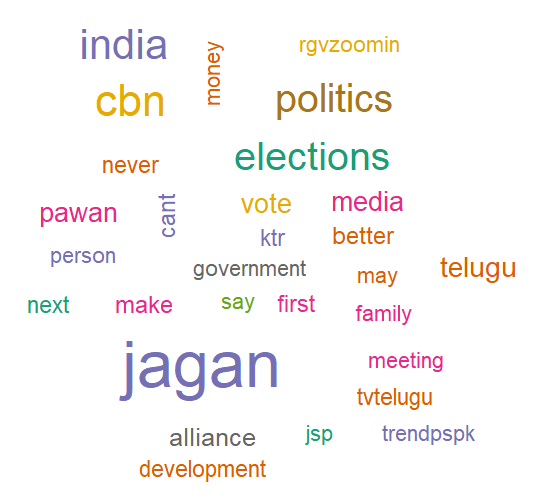 india
money
rgvzoomin
cbn
politics
never
elections
pawan
cant
vote
media
ktr
better
person
government
may
telugu
next
make
say
first
family
jagan
meeting
tvtelugu
alliance
jsp
trendpspk
development